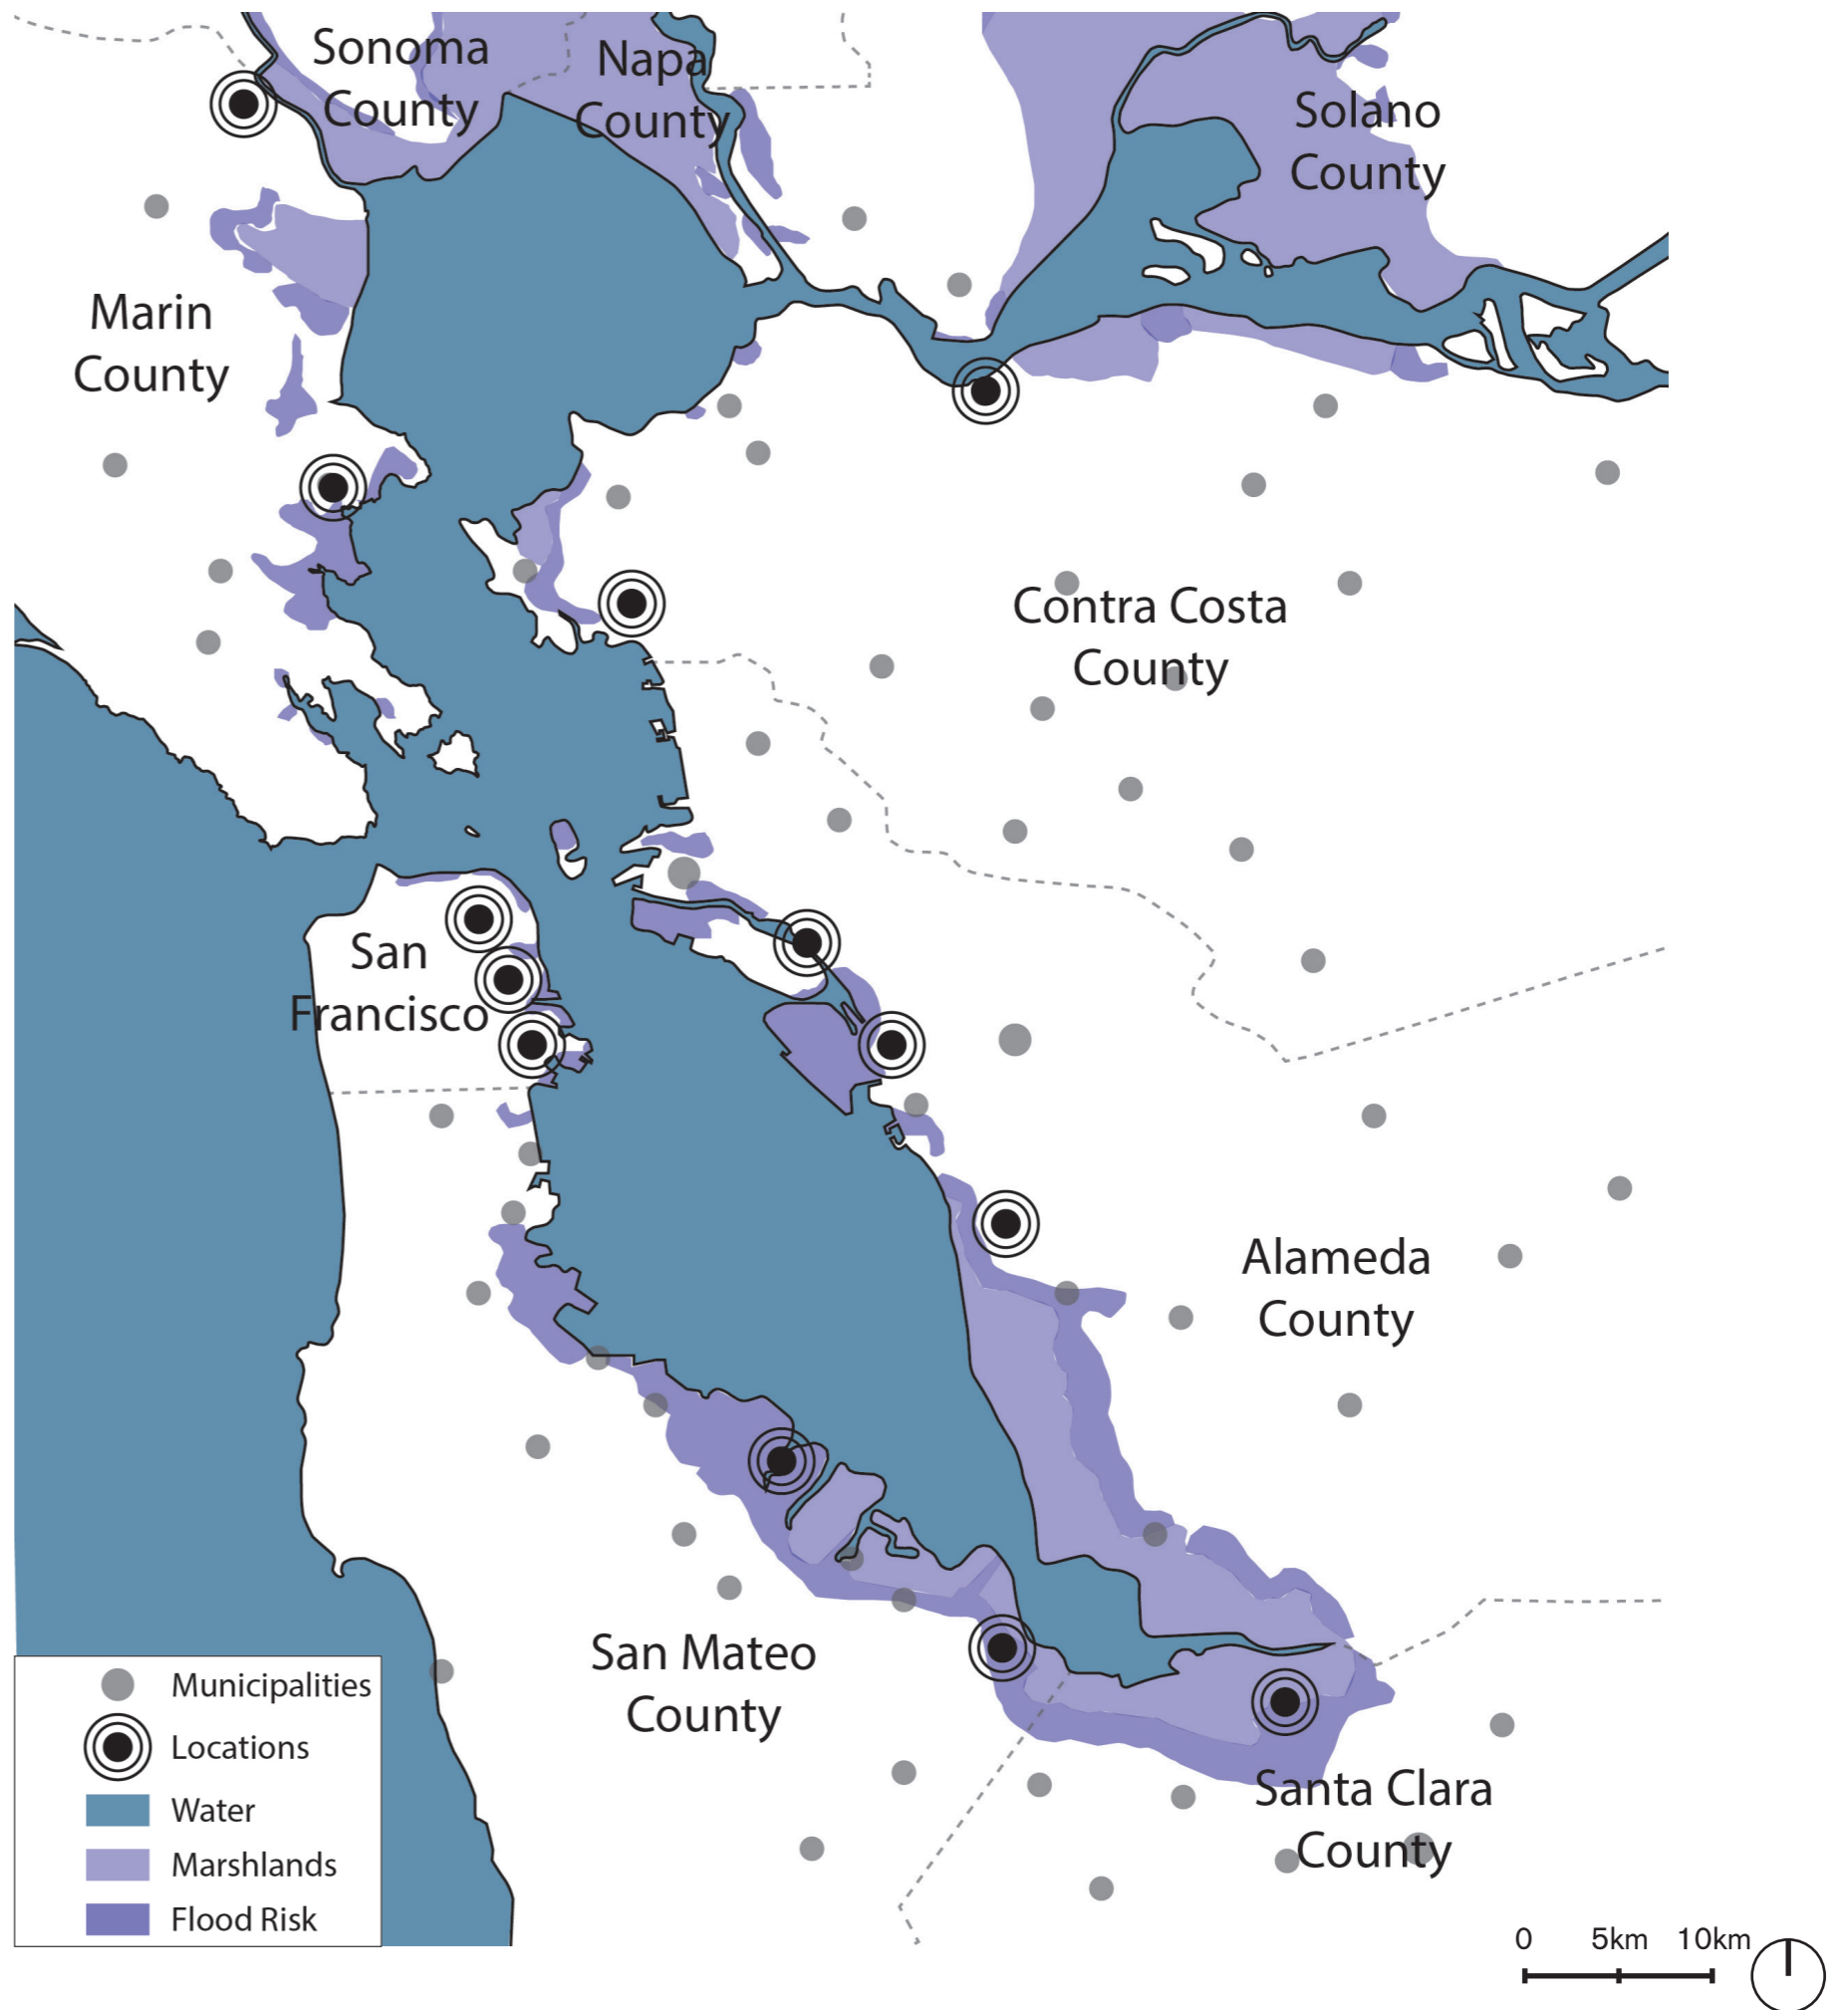 Sonoma
County
Napa
County
Solano
County
Marin
County
Contra Costa
County
San
Francisco
Alameda
County
San Mateo
County
Santa Clara
County
Municipalities
Locations
Water
Marshlands
Flood Risk
0 5km 10km